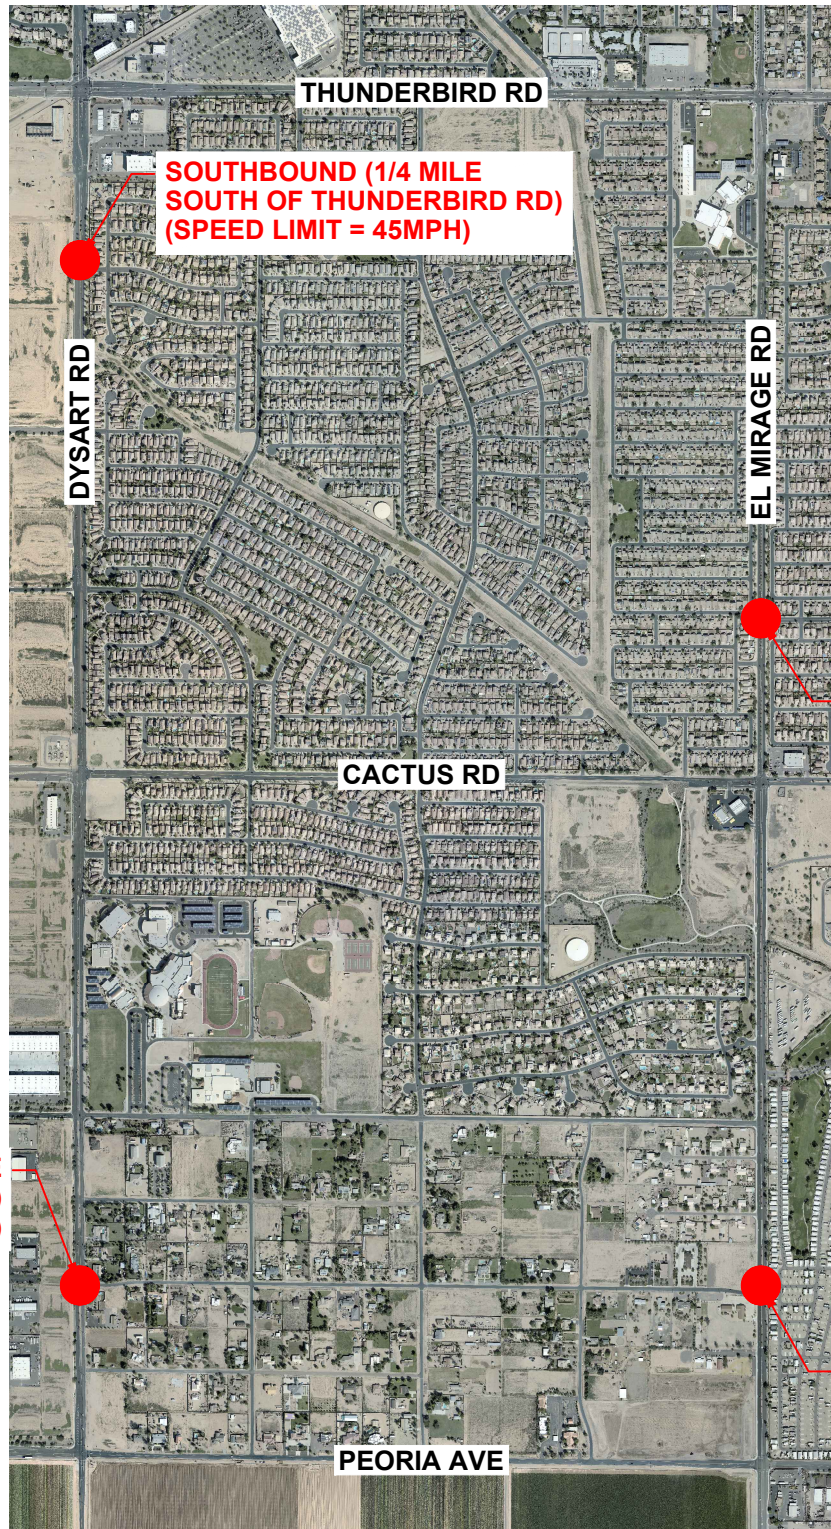 THUNDERBIRD RD
SOUTHBOUND (1/4 MILE
SOUTH OF THUNDERBIRD RD)
(SPEED LIMIT = 45MPH)
DYSART RD
EL MIRAGE RD
CACTUS RD
PEORIA AVE